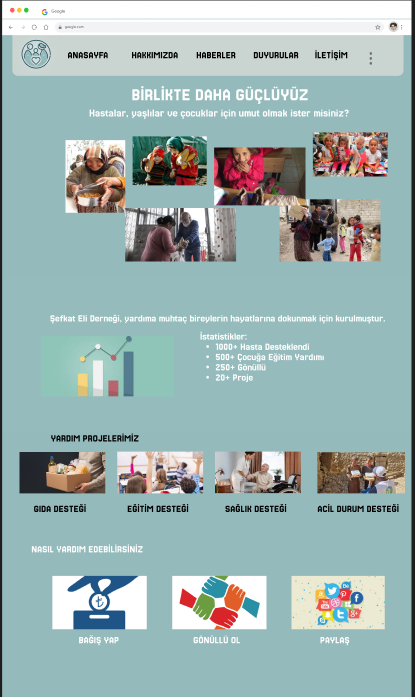 Google
google.com
ANASAYFA HAKKIMIZDA HABERLER DUYURULAR İLETİŞİM
BİRLİKTE DAHA GÜÇLÜYÜZ
Hastalar, yaşlılar ve çocuklar için umut olmak ister misiniz?
Şefkat Eli Derneği, yardıma muhtaç bireylerin hayatlarına dokunmak için kurulmuştur.
İstatistikler:
• 1000+ Hasta Desteklendi
• 500+ Çocuğa Eğitim Yardımı
• 250+ Gönüllü
• 20+ Proje
YARDIM PROJELERİMİZ
GIDA DESTEĞİ EĞİTİM DESTEĞİ SAĞLIK DESTEĞİ ACİL DURUM DESTEĞİ
NASIL YARDIM EDEBİLİRSİNİZ
BAĞIŞ YAP GÖNÜLLÜ OL PAYLAŞ